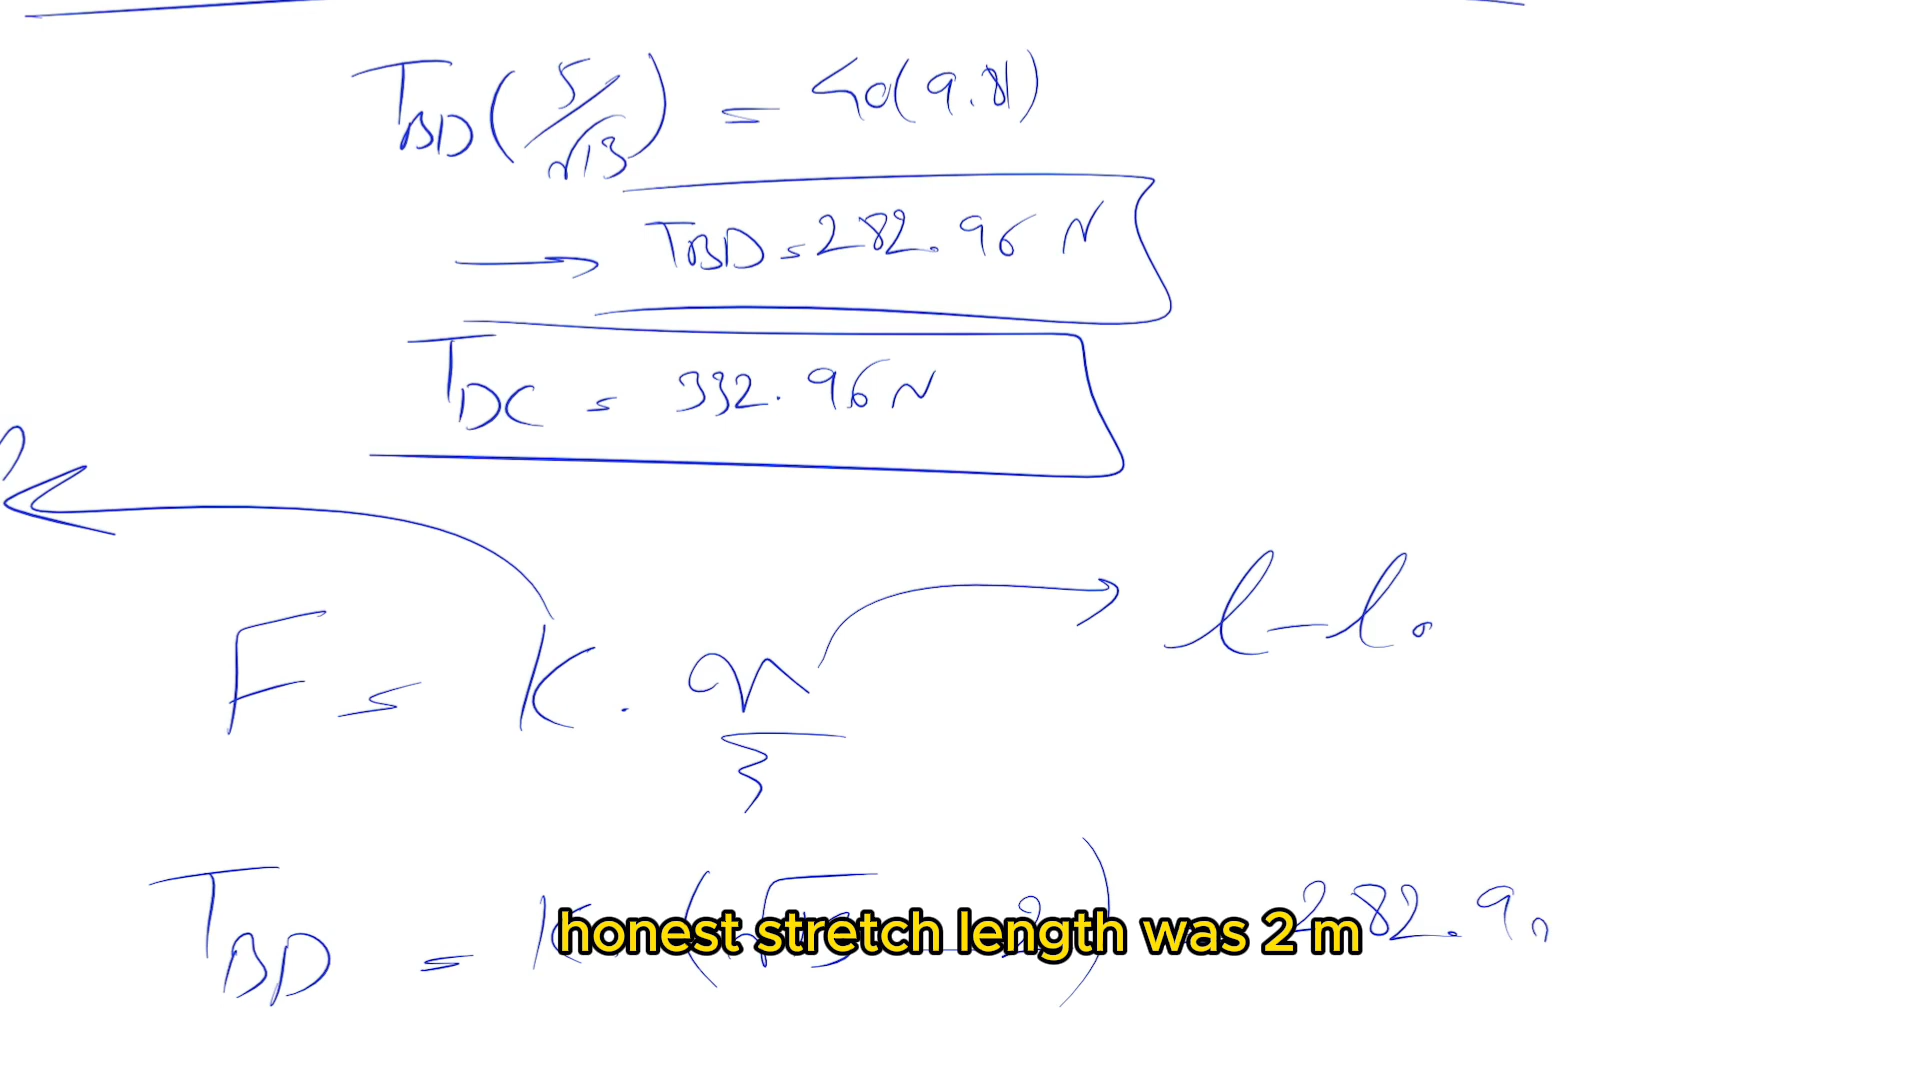 T_BD (5/√13) = 40(9.81)
→ T_BD = 282.96 N
T_DC = 332.96 N
F = K . x → l - l₀
T_BD = K (√13 - 2) 282.9
honest stretch length was 2 m